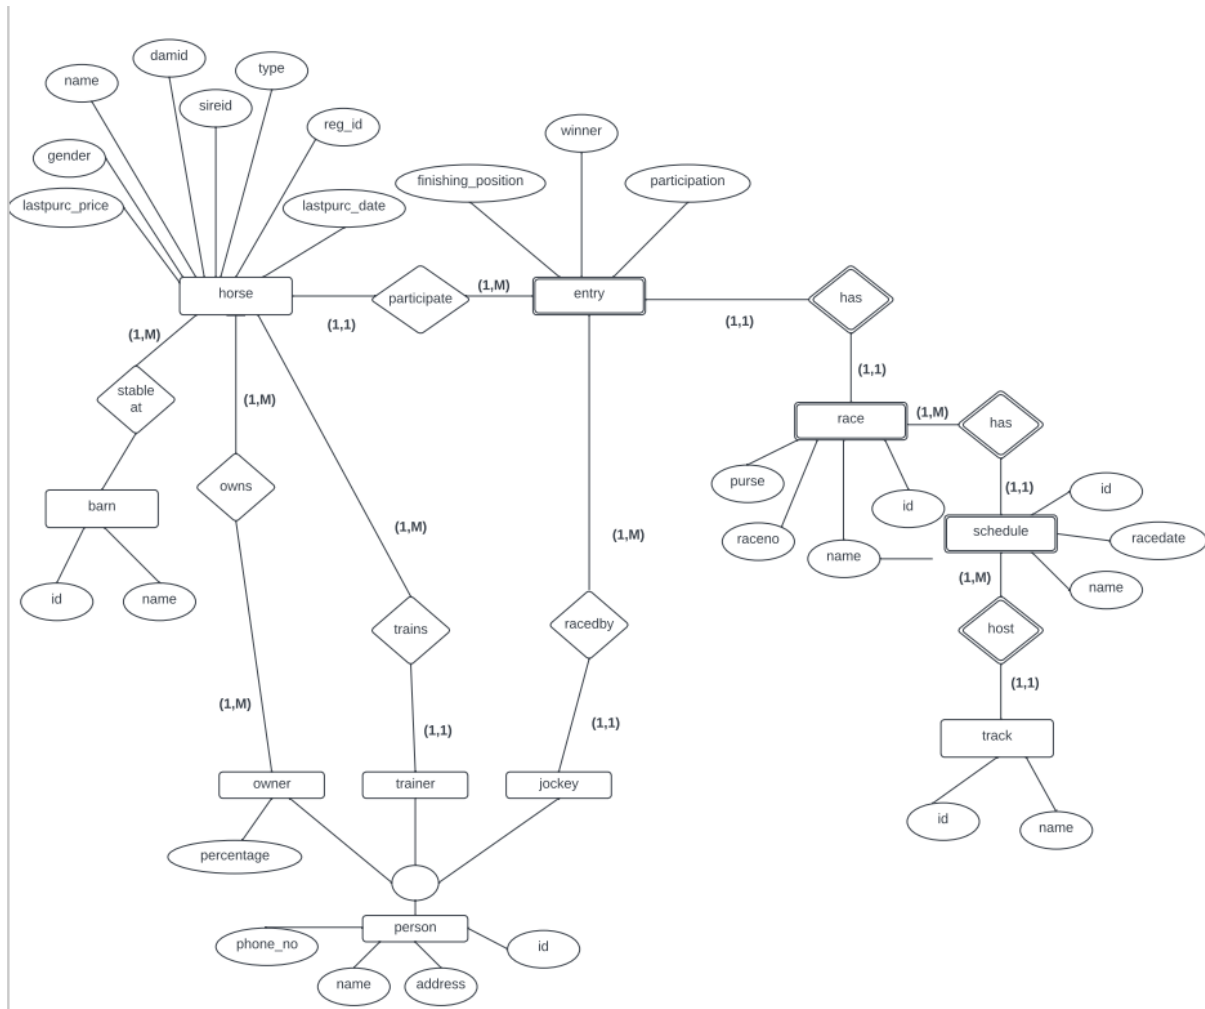 damid
type
name
sireid
reg_id
winner
gender
finishing_position
participation
lastpurc_price
lastpurc_date
horse
participate
(1,M)
entry
has
(1,M)
(1,1)
(1,1)
(1,1)
stable
at
(1,M)
race
(1,M)
has
owns
purse
(1,1)
id
barn
id
(1,M)
(1,M)
raceno
schedule
racedate
name
(1,M)
id
name
name
trains
racedby
host
(1,1)
(1,M)
(1,1)
(1,1)
track
owner
trainer
jockey
id
name
percentage
person
phone_no
id
name
address